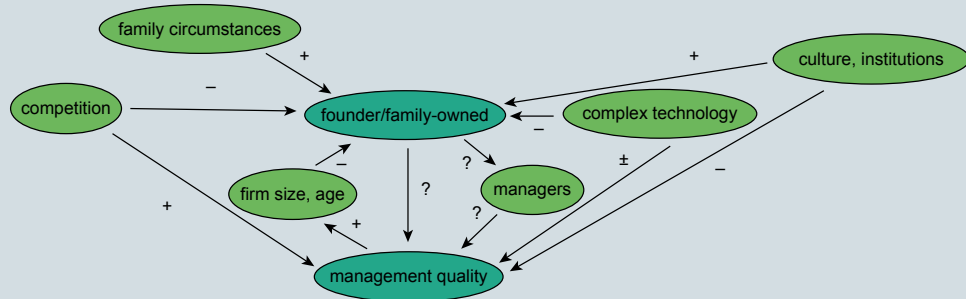 family circumstances
+
+
culture, institutions
competition
–
founder/family-owned
–
complex technology
–
?
±
–
firm size, age
?
managers
+
+
?
management quality